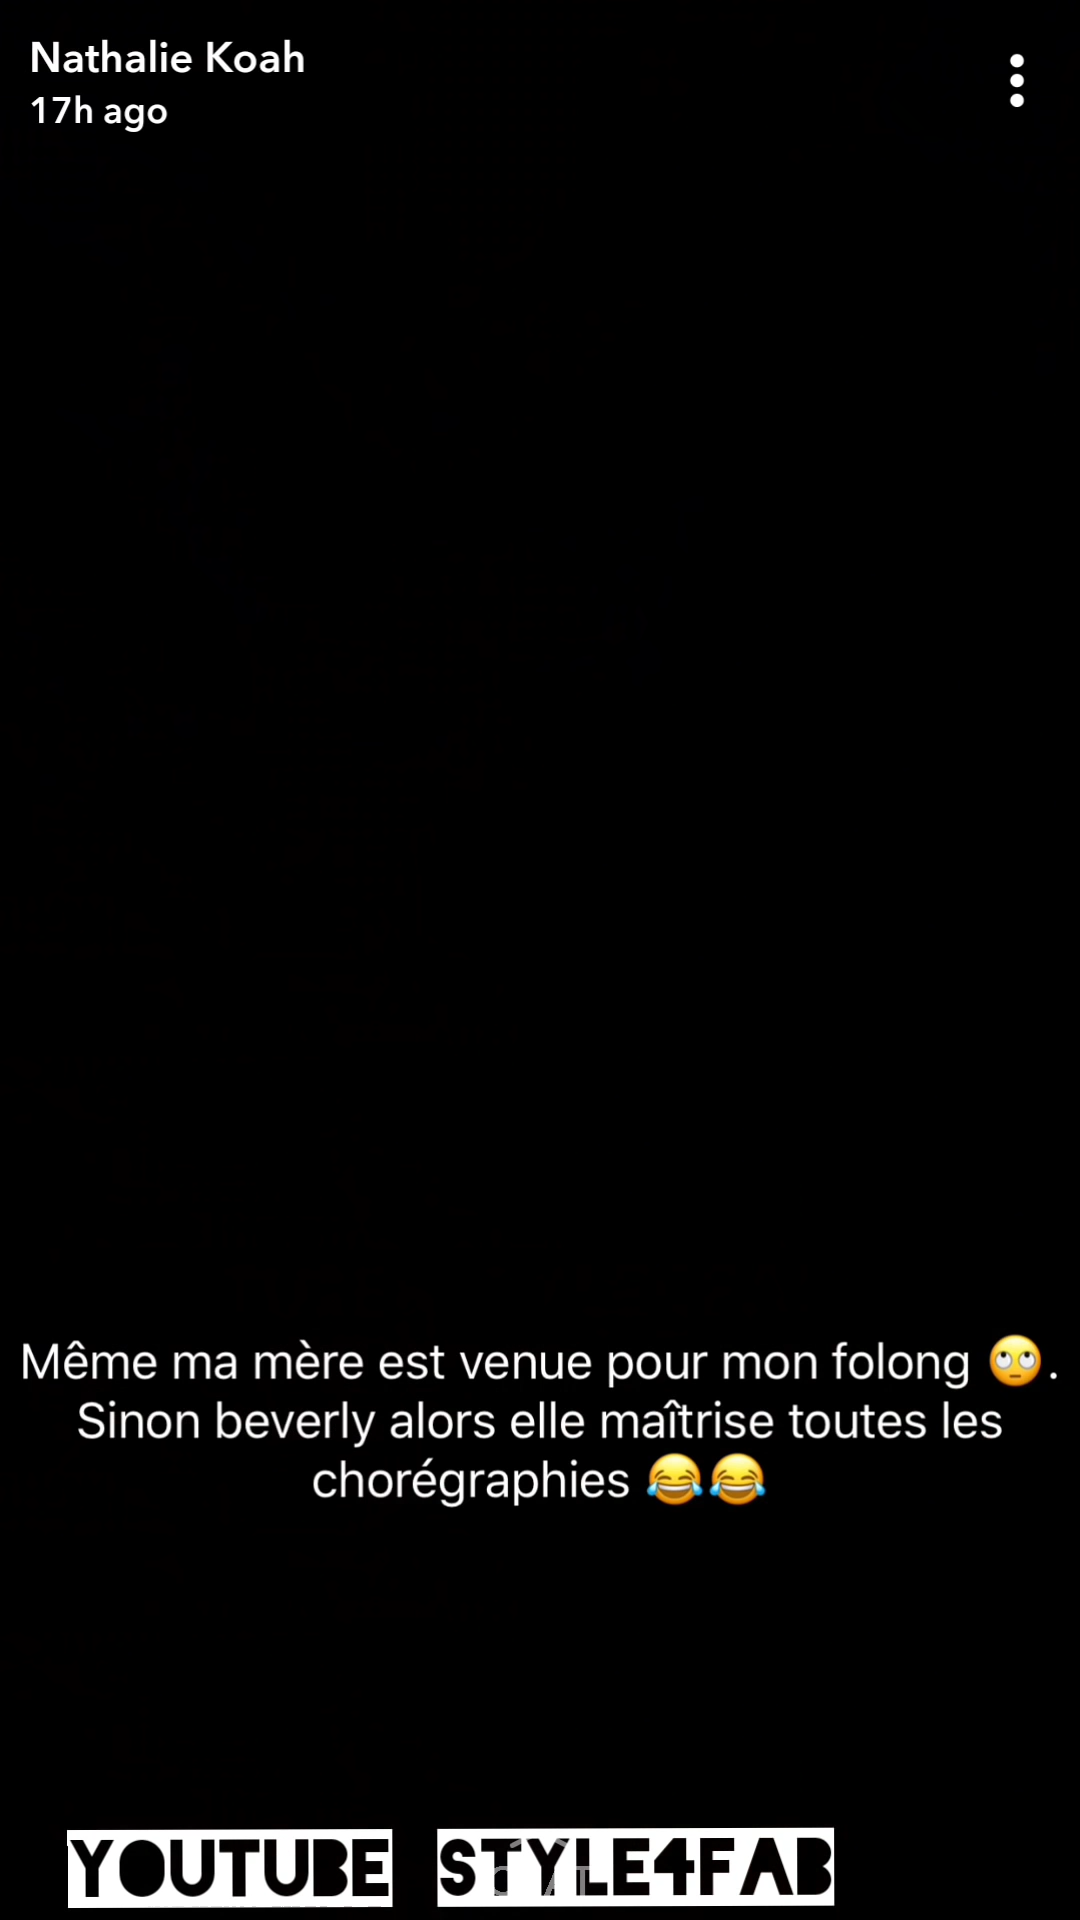 Nathalie Koah
17h ago
Même ma mère est venue pour mon folong 🙄.
Sinon beverly alors elle maîtrise toutes les
chorégraphies 😂😂
YOUTUBE STYLE4FAB